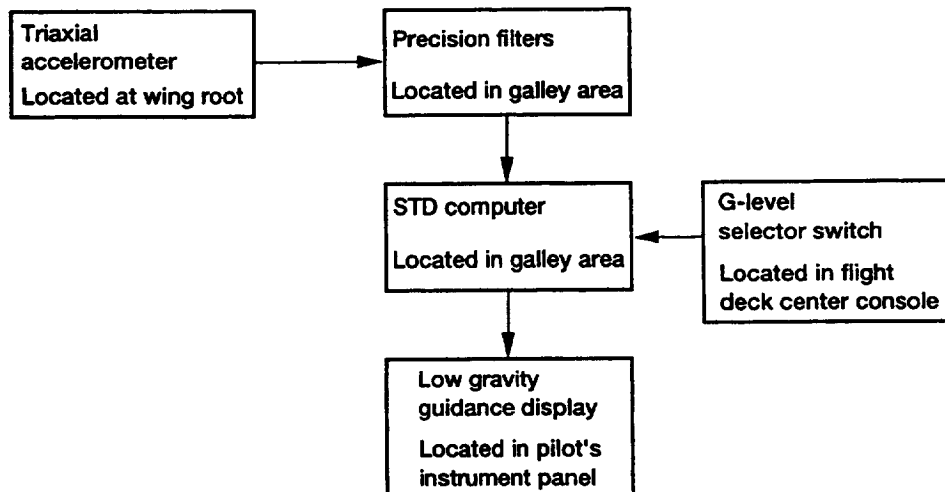 Triaxial
accelerometer
Located at wing root
Precision filters
Located in galley area
STD computer
Located in galley area
G-level
selector switch
Located in flight
deck center console
Low gravity
guidance display
Located in pilot's
instrument panel